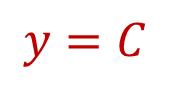 y = C